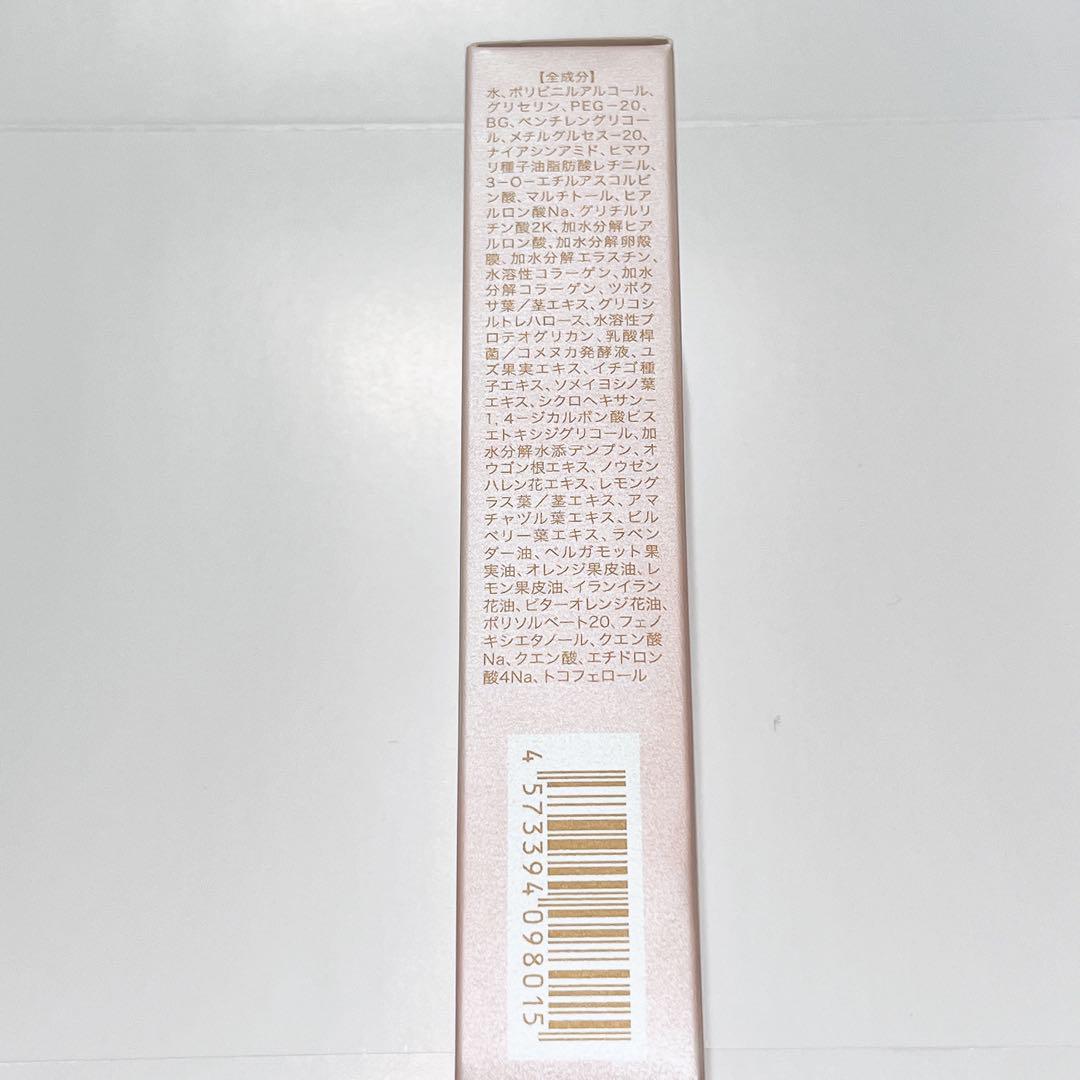 【全成分】
水、ポリビニルアルコール、
グリセリン、PEG－20、
BG、ペンチレングリコー
ル、メチルグルセス－20、
ナイアシンアミド、ヒマワ
リ種子油脂肪酸レチニル、
3－O－エチルアスコルビ
ン酸、マルチトール、ヒア
ルロン酸Na、グリチルリ
チン酸2K、加水分解ヒア
ルロン酸、加水分解卵殻
膜、加水分解エラスチン、
水溶性コラーゲン、加水
分解コラーゲン、ツボク
サ葉／茎エキス、グリコシ
ルトレハロース、水溶性プ
ロテオグリカン、乳酸桿
菌／コメヌカ発酵液、ユ
ズ果実エキス、イチゴ種
子エキス、ソメイヨシノ葉
エキス、シクロヘキサン－
1，4－ジカルボン酸ビス
エトキシジグリコール、加
水分解水添デンプン、オ
ウゴン根エキス、ノウゼン
ハレン花エキス、レモング
ラス葉／茎エキス、アマ
チャヅル葉エキス、ビル
ベリー葉エキス、ラベン
ダー油、ベルガモット果
実油、オレンジ果皮油、レ
モン果皮油、イランイラン
花油、ビターオレンジ花油、
ポリソルベート20、フェノ
キシエタノール、クエン酸
Na、クエン酸、エチドロン
酸4Na、トコフェロール
4573394098015